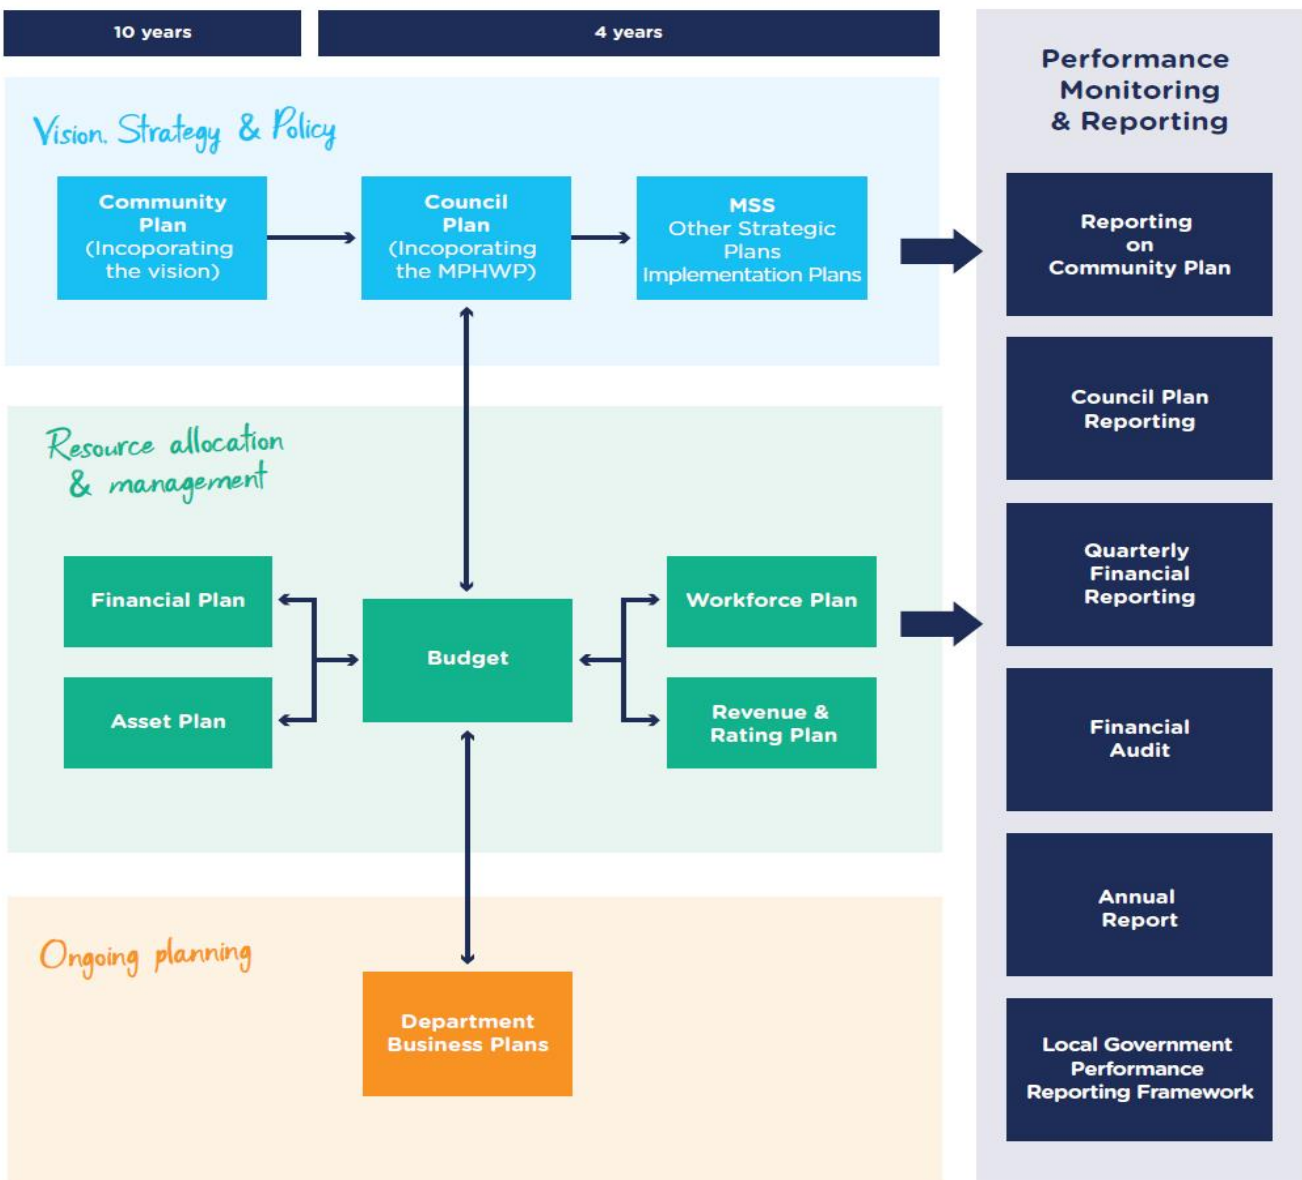 10 years
4 years
Performance
Monitoring
& Reporting
Vision, Strategy & Policy
Community
Plan
(Incoporating
the vision)
Council
Plan
(Incoporating
the MPHWP)
MSS
Other Strategic
Plans
Implementation Plans
Reporting
on
Community Plan
Council Plan
Reporting
Resource allocation
& management
Financial Plan
Asset Plan
Budget
Workforce Plan
Revenue &
Rating Plan
Quarterly
Financial
Reporting
Financial
Audit
Annual
Report
Ongoing planning
Department
Business Plans
Local Government
Performance
Reporting Framework